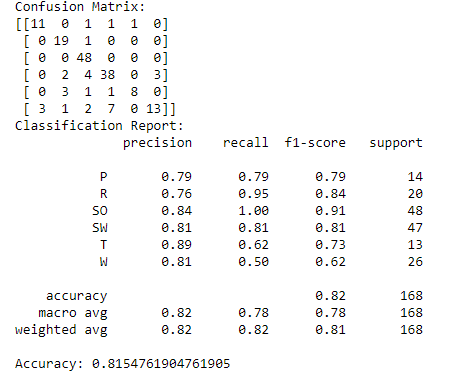 Confusion Matrix:
[[11  0  1  1  1  0]
 [ 0 19  1  0  0  0]
 [ 0  0 48  0  0  0]
 [ 0  2  4 38  0  3]
 [ 0  3  1  1  8  0]
 [ 3  1  2  7  0 13]]
Classification Report:
              precision    recall  f1-score   support

           P       0.79      0.79      0.79        14
           R       0.76      0.95      0.84        20
          SO       0.84      1.00      0.91        48
          SW       0.81      0.81      0.81        47
           T       0.89      0.62      0.73        13
           W       0.81      0.50      0.62        26

    accuracy                           0.82       168
   macro avg       0.82      0.78      0.78       168
weighted avg       0.82      0.82      0.81       168

Accuracy: 0.8154761904761905